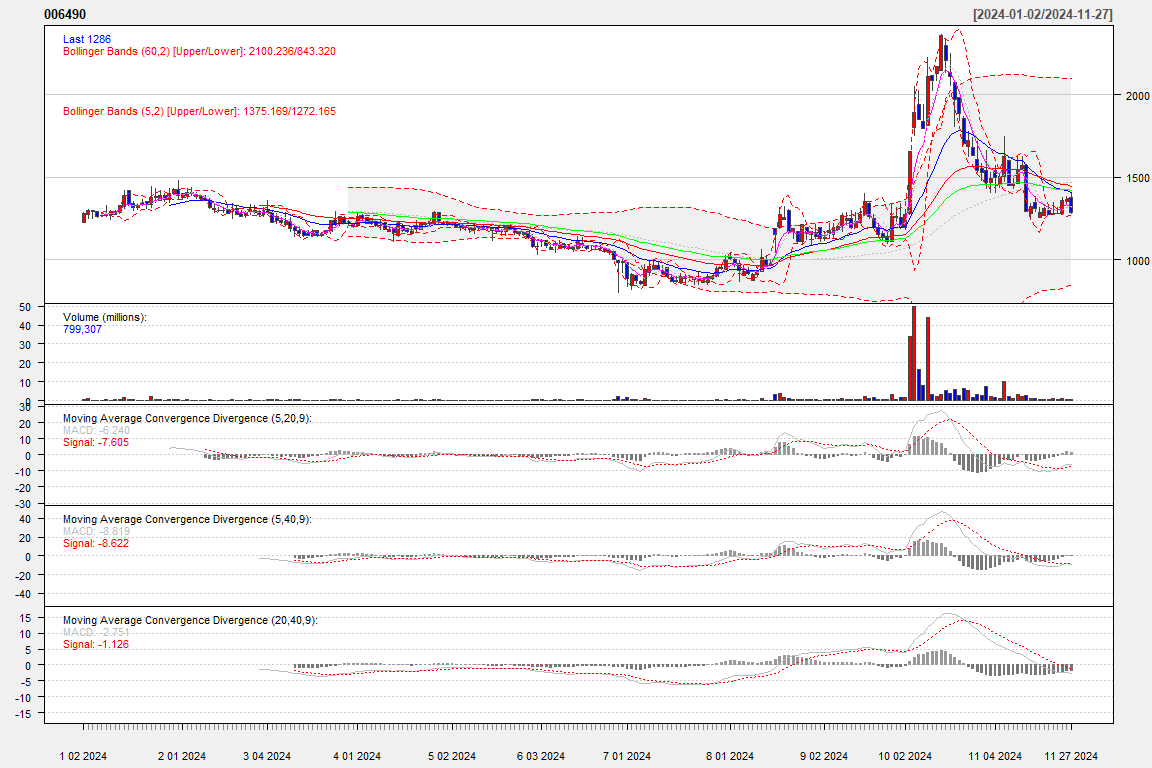 006490
[2024-01-02/2024-11-27]
Last 1286
Bollinger Bands (60,2) [Upper/Lower]: 2100.236/843.320
Bollinger Bands (5,2) [Upper/Lower]: 1375.169/1272.165
2000
1500
1000
Volume (millions):
799,307
50
40
30
20
10
0
Moving Average Convergence Divergence (5,20,9):
MACD: -6.240
Signal: -7.605
30
20
10
0
-10
-20
-30
Moving Average Convergence Divergence (5,40,9):
MACD: -8.819
Signal: -8.622
40
20
0
-20
-40
Moving Average Convergence Divergence (20,40,9):
MACD: -2.751
Signal: -1.126
15
10
5
0
-5
-10
-15
1 02 2024
2 01 2024
3 04 2024
4 01 2024
5 02 2024
6 03 2024
7 01 2024
8 01 2024
9 02 2024
10 02 2024
11 04 2024
11 27 2024